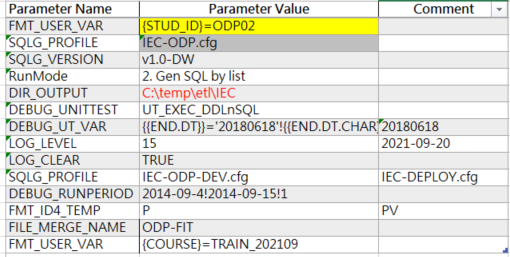 Parameter Name Parameter Value Comment
FMT_USER_VAR {STUD_ID}=ODP02
SQLG_PROFILE IEC-ODP.cfg
SQLG_VERSION v1.0-DW
RunMode 2. Gen SQL by list
DIR_OUTPUT C:\temp\etl\IEC
DEBUG_UNITTEST UT_EXEC_DDLnSQL
DEBUG_UT_VAR {{END.DT}}='20180618'!{{END.DT.CHAR} 20180618
LOG_LEVEL 15 2021-09-20
LOG_CLEAR TRUE
SQLG_PROFILE IEC-ODP-DEV.cfg IEC-DEPLOY.cfg
DEBUG_RUNPERIOD 2014-09-4!2014-09-15!1
FMT_ID4_TEMP P PV
FILE_MERGE_NAME ODP-FIT
FMT_USER_VAR {COURSE}=TRAIN_202109